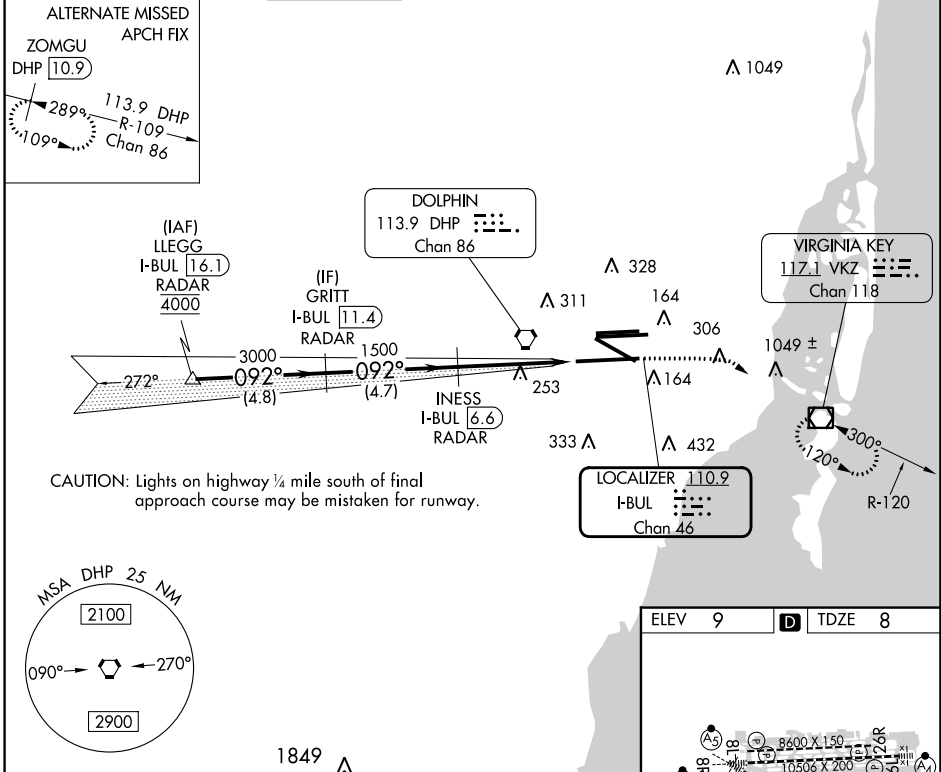 ALTERNATE MISSED
APCH FIX
ZOMGU
DHP 10.9
289°
109°
113.9 DHP
R-109
Chan 86
1049
DOLPHIN
113.9 DHP
Chan 86
(IAF)
LLEGG
I-BUL 16.1
RADAR
4000
(IF)
GRITT
I-BUL 11.4
RADAR
328
311
164
306
VIRGINIA KEY
117.1 VKZ
Chan 118
1049 ±
272°
3000
092°
(4.8)
1500
092°
(4.7)
253
164
INESS
I-BUL 6.6
RADAR
333
432
300°
120°
R-120
CAUTION: Lights on highway ¼ mile south of final
approach course may be mistaken for runway.
LOCALIZER 110.9
I-BUL
Chan 46
MSA DHP 25 NM
2100
090°
270°
2900
1849
ELEV 9
D
TDZE 8
A5
8L
P
8600 X 150
P
26R
10506 X 200
P